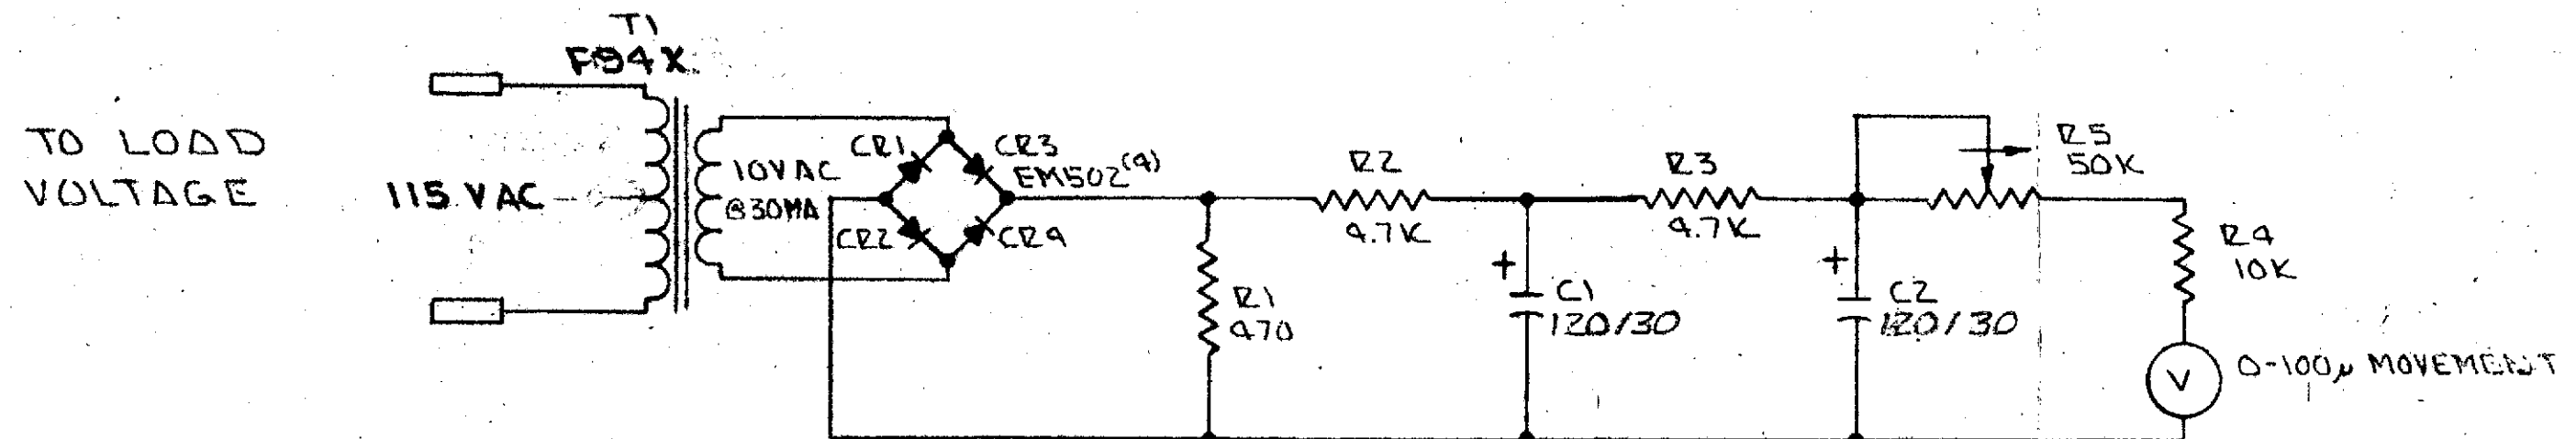 T1
F94X
TO LOAD
VOLTAGE
115 VAC
10VAC
@30MA
CR1
CR2
CR3
EM502(4)
CR4
R1
470
R2
4.7K
C1
120/30
R3
4.7K
C2
120/30
R5
50K
R4
10K
V
0-100μ MOVEMENT
+
+